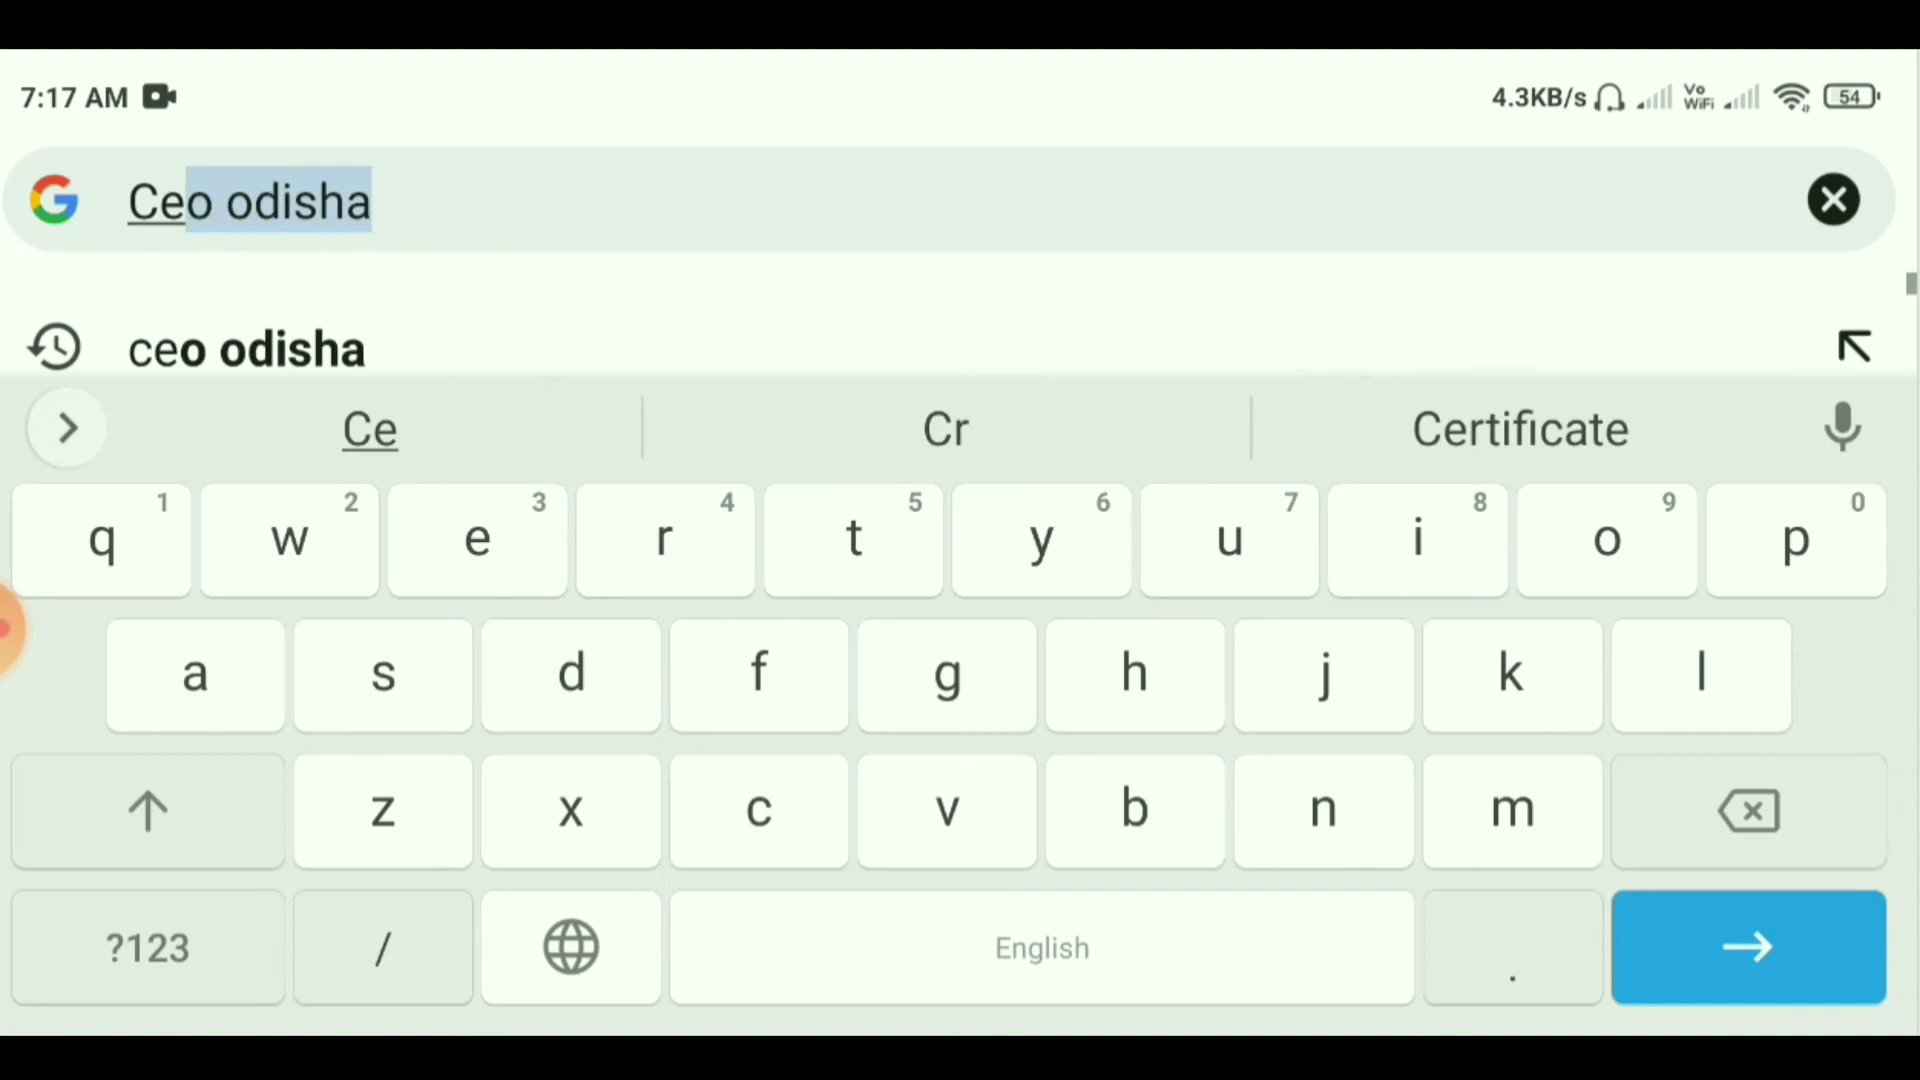 7:17 AM 4.3KB/s Vo WiFi 54
Ceo odisha
ceo odisha
Ce Cr Certificate
q 1 w 2 e 3 r 4 t 5 y 6 u 7 i 8 o 9 p 0
a s d f g h j k l
z x c v b n m
?123 / English .